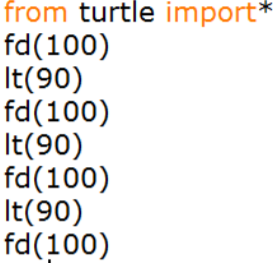 from turtle import*
fd(100)
lt(90)
fd(100)
lt(90)
fd(100)
lt(90)
fd(100)